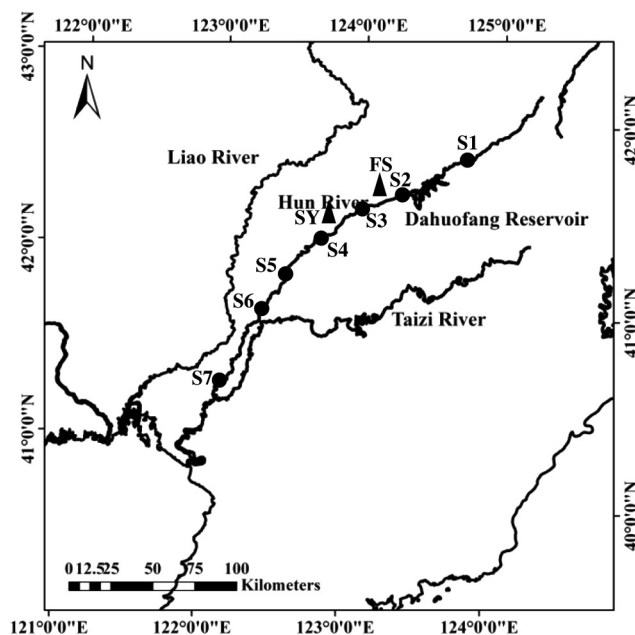 122°0'0"E 123°0'0"E 124°0'0"E 125°0'0"E
43°0'0"N
42°0'0"N
N
S1
Liao River
FS
S2
Hun River
SY
S3
Dahuofang Reservoir
42°0'0"N
S4
S5
S6
Taizi River
41°0'0"N
S7
41°0'0"N
40°0'0"N
0 12.5 25 50 75 100
Kilometers
121°0'0"E 122°0'0"E 123°0'0"E 124°0'0"E